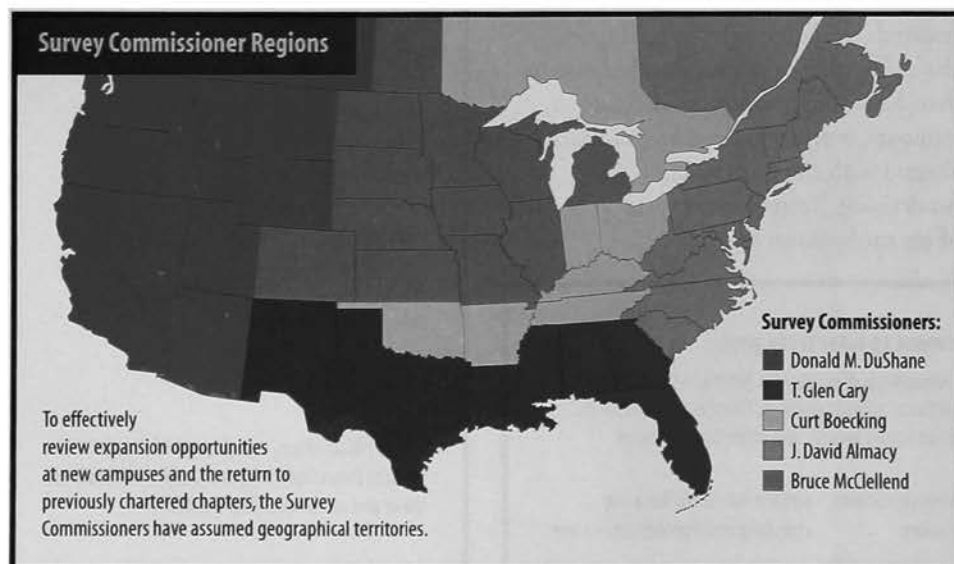 Survey Commissioner Regions
Survey Commissioners:
Donald M. DuShane
T. Glen Cary
Curt Boecking
J. David Almacy
Bruce McClellend
To effectively
review expansion opportunities
at new campuses and the return to
previously chartered chapters, the Survey
Commissioners have assumed geographical territories.